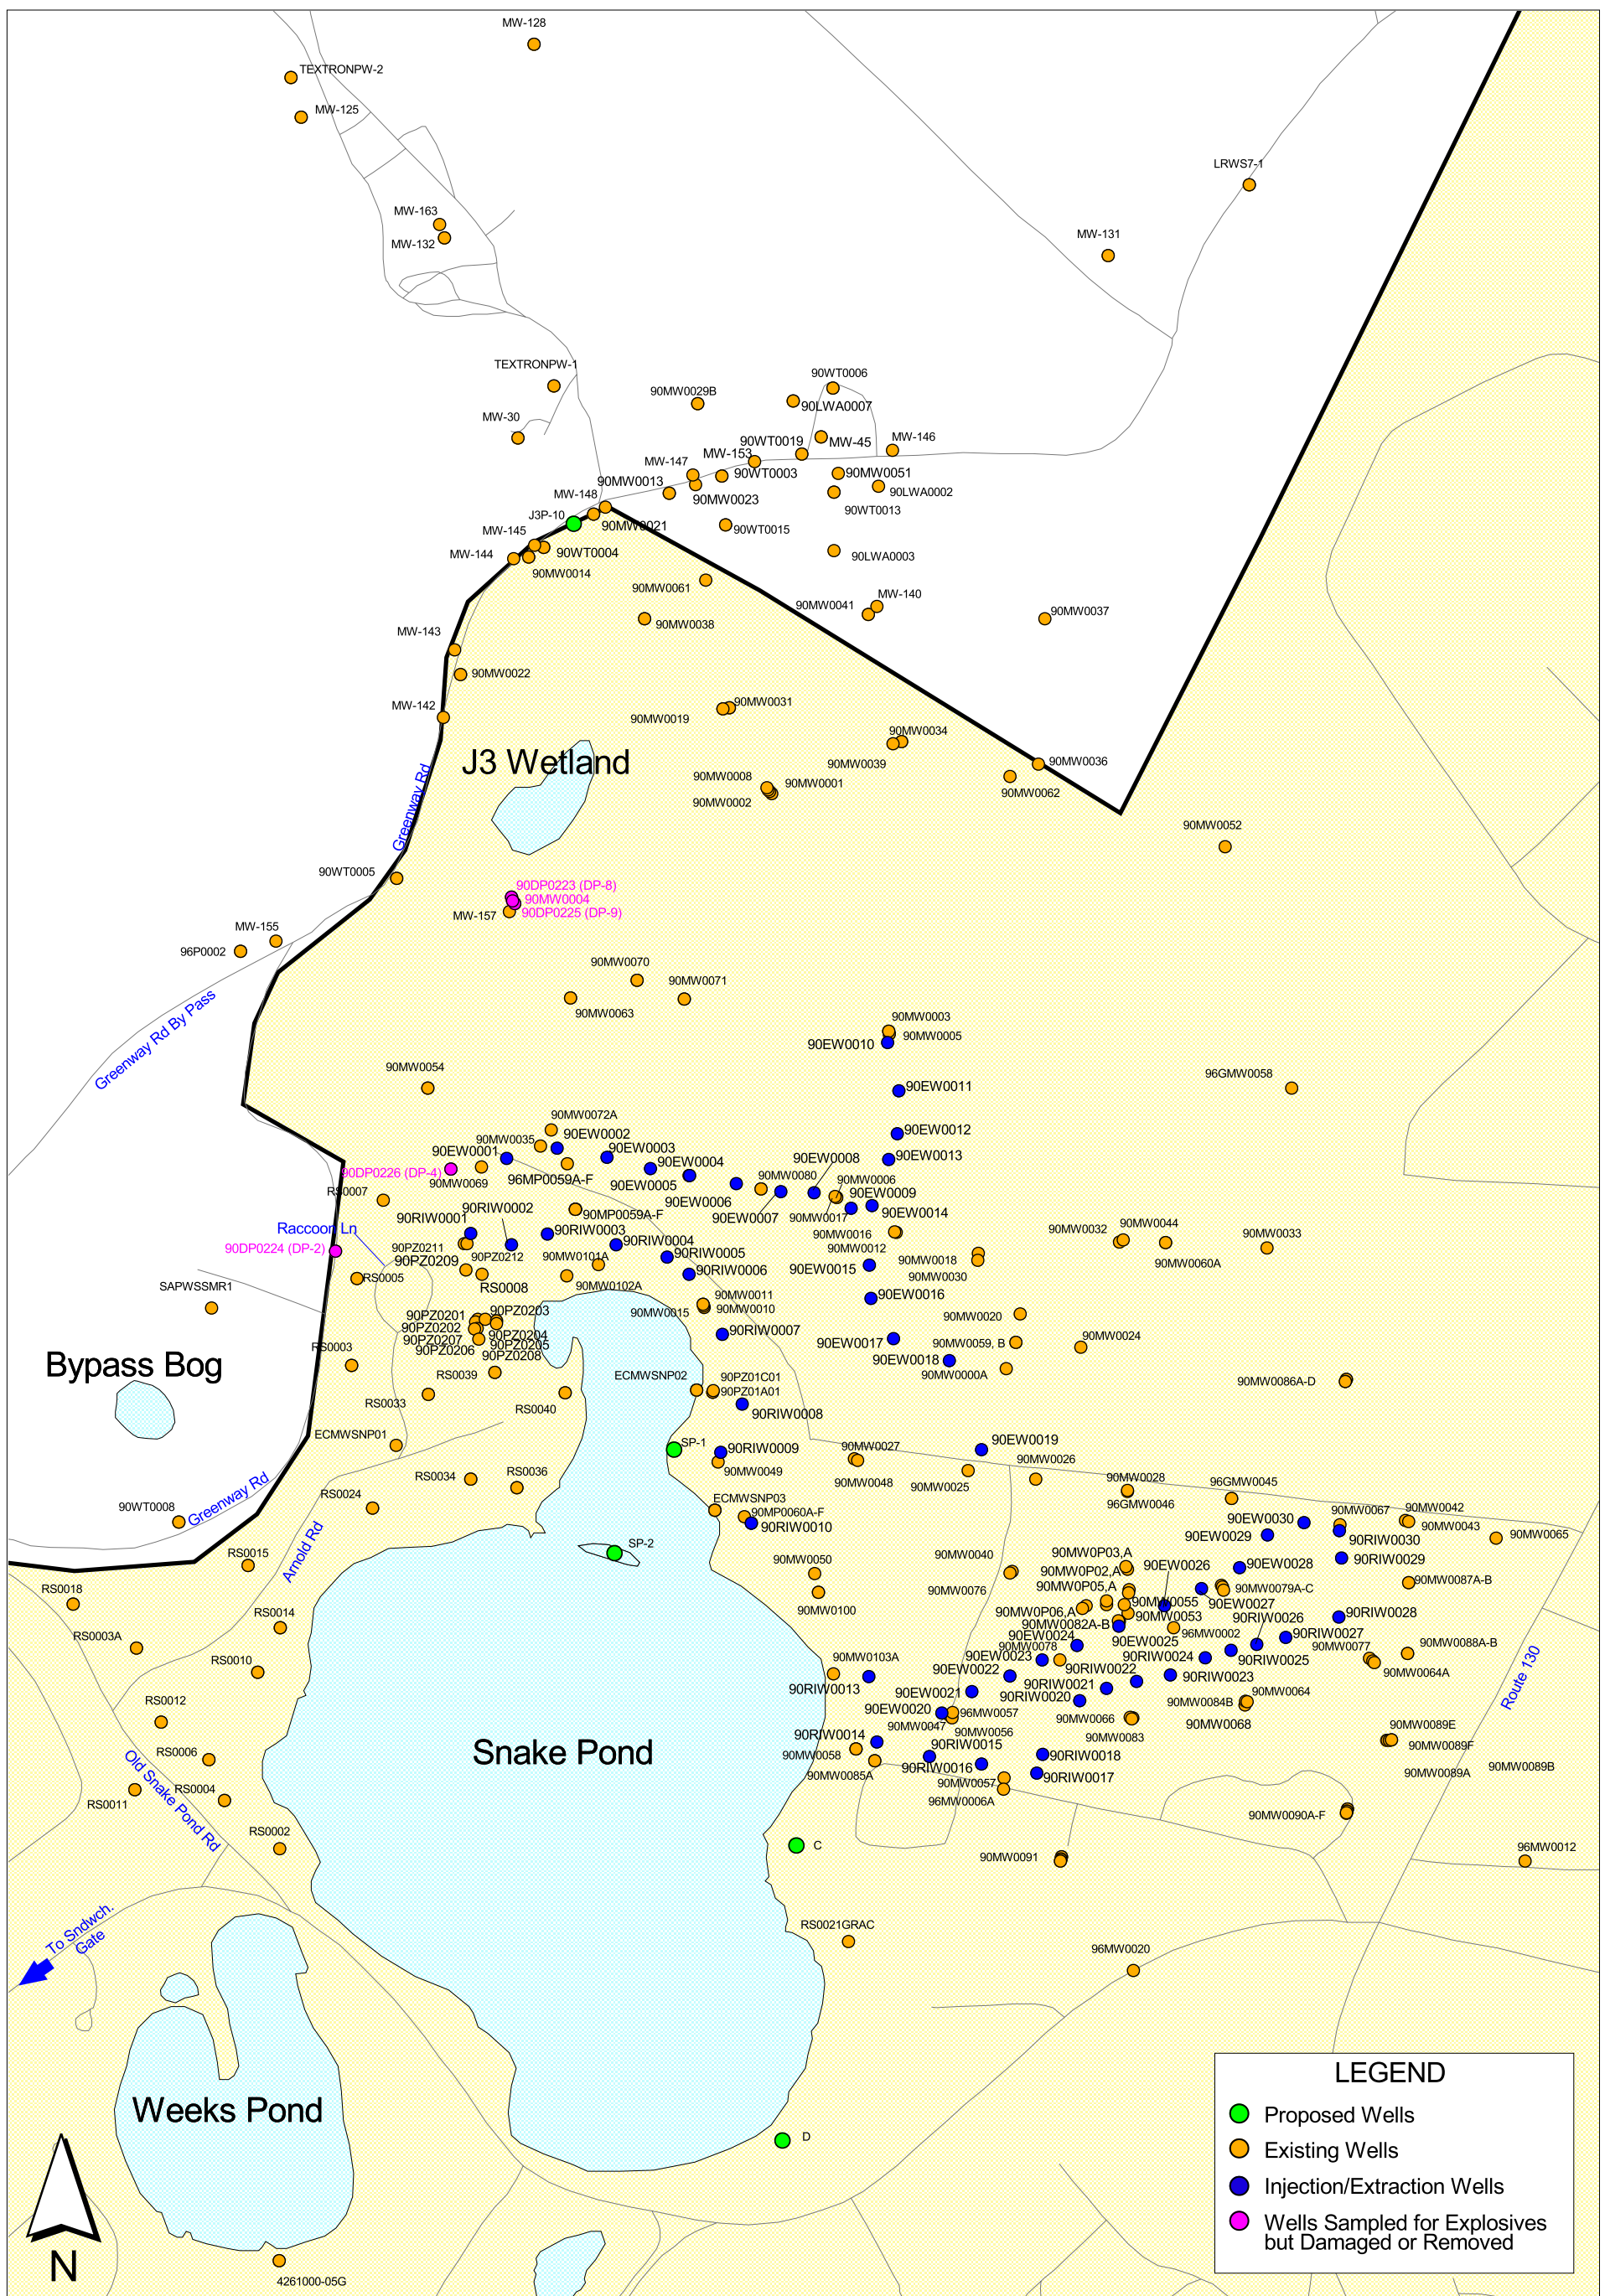 MW-128
TEXTRONPW-2
MW-125
LRWS7-1
MW-163
MW-132
MW-131
TEXTRONPW-1
90WT0006
90MW0029B
90LWA0007
MW-30
90WT0019
MW-45
MW-146
MW-153
MW-147
90WT0003
90MW0051
90MW0013
90MW0023
90LWA0002
MW-148
90WT0013
J3P-10
90MW0021
90WT0015
MW-145
90WT0004
MW-144
90MW0014
90LWA0003
90MW0061
MW-140
90MW0041
90MW0037
90MW0038
MW-143
90MW0022
MW-142
90MW0031
90MW0019
90MW0034
J3 Wetland
90MW0039
90MW0036
90MW0008
90MW0001
90MW0062
90MW0002
Greenway Rd
90MW0052
90WT0005
90DP0223 (DP-8)
90MW0004
MW-157
90DP0225 (DP-9)
MW-155
96P0002
90MW0070
90MW0071
90MW0063
Greenway Rd By Pass
90MW0003
90MW0005
90EW0010
90MW0054
96GMW0058
90EW0011
90MW0072A
90EW0012
90MW0035
90EW0002
90EW0001
90EW0003
90EW0008
90EW0013
90DP0226 (DP-4)
90EW0004
90MW0069
96MP0059A-F
90EW0005
90MW0080
90MW0006
RS0007
90EW0006
90EW0009
90RIW0002
90MP0059A-F
90EW0007
90MW0017
90EW0014
90RIW0001
Raccoon Ln
90RIW0003
90MW0016
90MW0032
90MW0044
90MW0033
90DP0224 (DP-2)
90PZ0211
90RIW0004
90MW0012
90PZ0209
90PZ0212
90MW0101A
90RIW0005
90MW0018
90MW0060A
90EW0015
90RIW0006
90MW0030
RS0005
RS0008
90MW0102A
SAPWSSMR1
90EW0016
90MW0011
90MW0015
90MW0010
90PZ0201
90PZ0203
90MW0020
90PZ0202
90PZ0204
90RIW0007
90PZ0207
90PZ0205
90EW0017
90MW0059, B
90MW0024
RS0003
90PZ0206
90PZ0208
90EW0018
Bypass Bog
RS0039
ECMWSNP02
90PZ01C01
90MW0000A
90MW0086A-D
90PZ01A01
RS0033
RS0040
90RIW0008
ECMWSNP01
SP-1
90RIW0009
90EW0019
90MW0027
90MW0026
90MW0049
90MW0048
90MW0025
RS0034
RS0036
90MW0028
96GMW0045
Greenway Rd
RS0024
ECMWSNP03
96GMW0046
90WT0008
90MP0060A-F
90RIW0010
90EW0030
90MW0067
90MW0042
90MW0043
90EW0029
90RIW0030
90MW0065
Arnold Rd
SP-2
RS0015
90MW0050
90MW0040
90MW0P03,A
90EW0026
90EW0028
90RIW0029
90MW0P02,A
RS0018
90MW0076
90MW0P05,A
90MW0079A-C
90MW0087A-B
90MW0100
90MW0055
90EW0027
RS0014
90MW0P06,A
90MW0053
90RIW0026
90RIW0028
RS0003A
90MW0082A-B
96MW0002
90RIW0027
90EW0024
90EW0025
90MW0078
90MW0077
90MW0088A-B
RS0010
90MW0103A
90EW0023
90RIW0024
90RIW0025
90RIW0022
90MW0064A
90EW0022
90RIW0023
90RIW0013
90RIW0021
90EW0021
90RIW0020
90MW0064
Route 130
RS0012
90EW0020
96MW0057
90MW0084B
90MW0047
90MW0066
90MW0068
90RIW0014
90MW0056
90MW0083
90MW0089E
Snake Pond
90RIW0015
90RIW0018
90MW0089F
RS0006
90MW0058
90RIW0016
90MW0089B
Old Snake Pond Rd
90MW0085A
90MW0057
90RIW0017
90MW0089A
RS0011
RS0004
96MW0006A
90MW0090A-F
RS0002
C
96MW0012
90MW0091
To Sndwch.
Gate
RS0021GRAC
96MW0020
LEGEND
Weeks Pond
Proposed Wells
D
Existing Wells
Injection/Extraction Wells
Wells Sampled for Explosives
but Damaged or Removed
N
4261000-05G